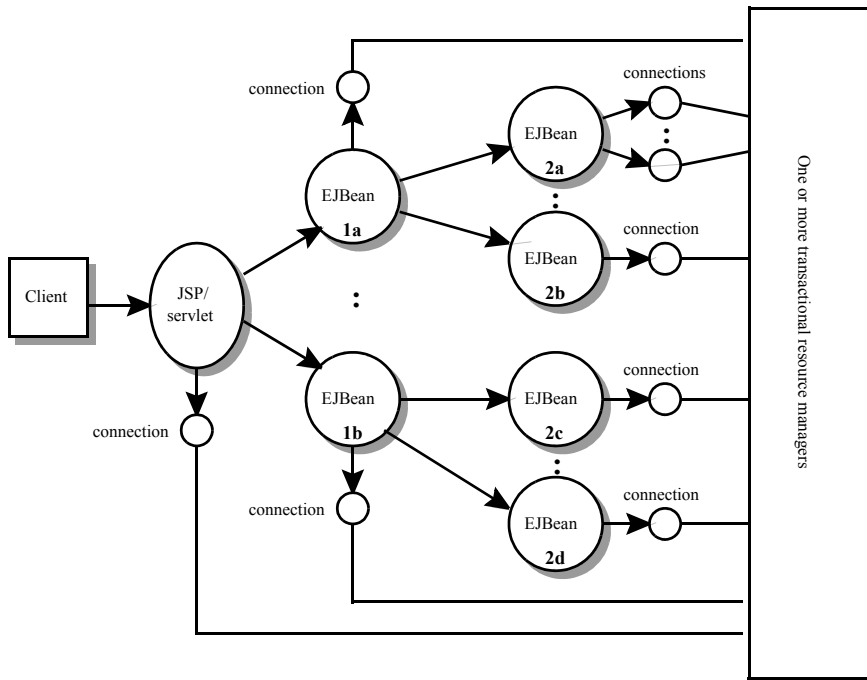 connections
connection
EJBean
2a
EJBean
1a
connection
EJBean
2b
Client
JSP/
servlet
One or more transactional resource managers
connection
EJBean
1b
EJBean
2c
connection
connection
connection
EJBean
2d